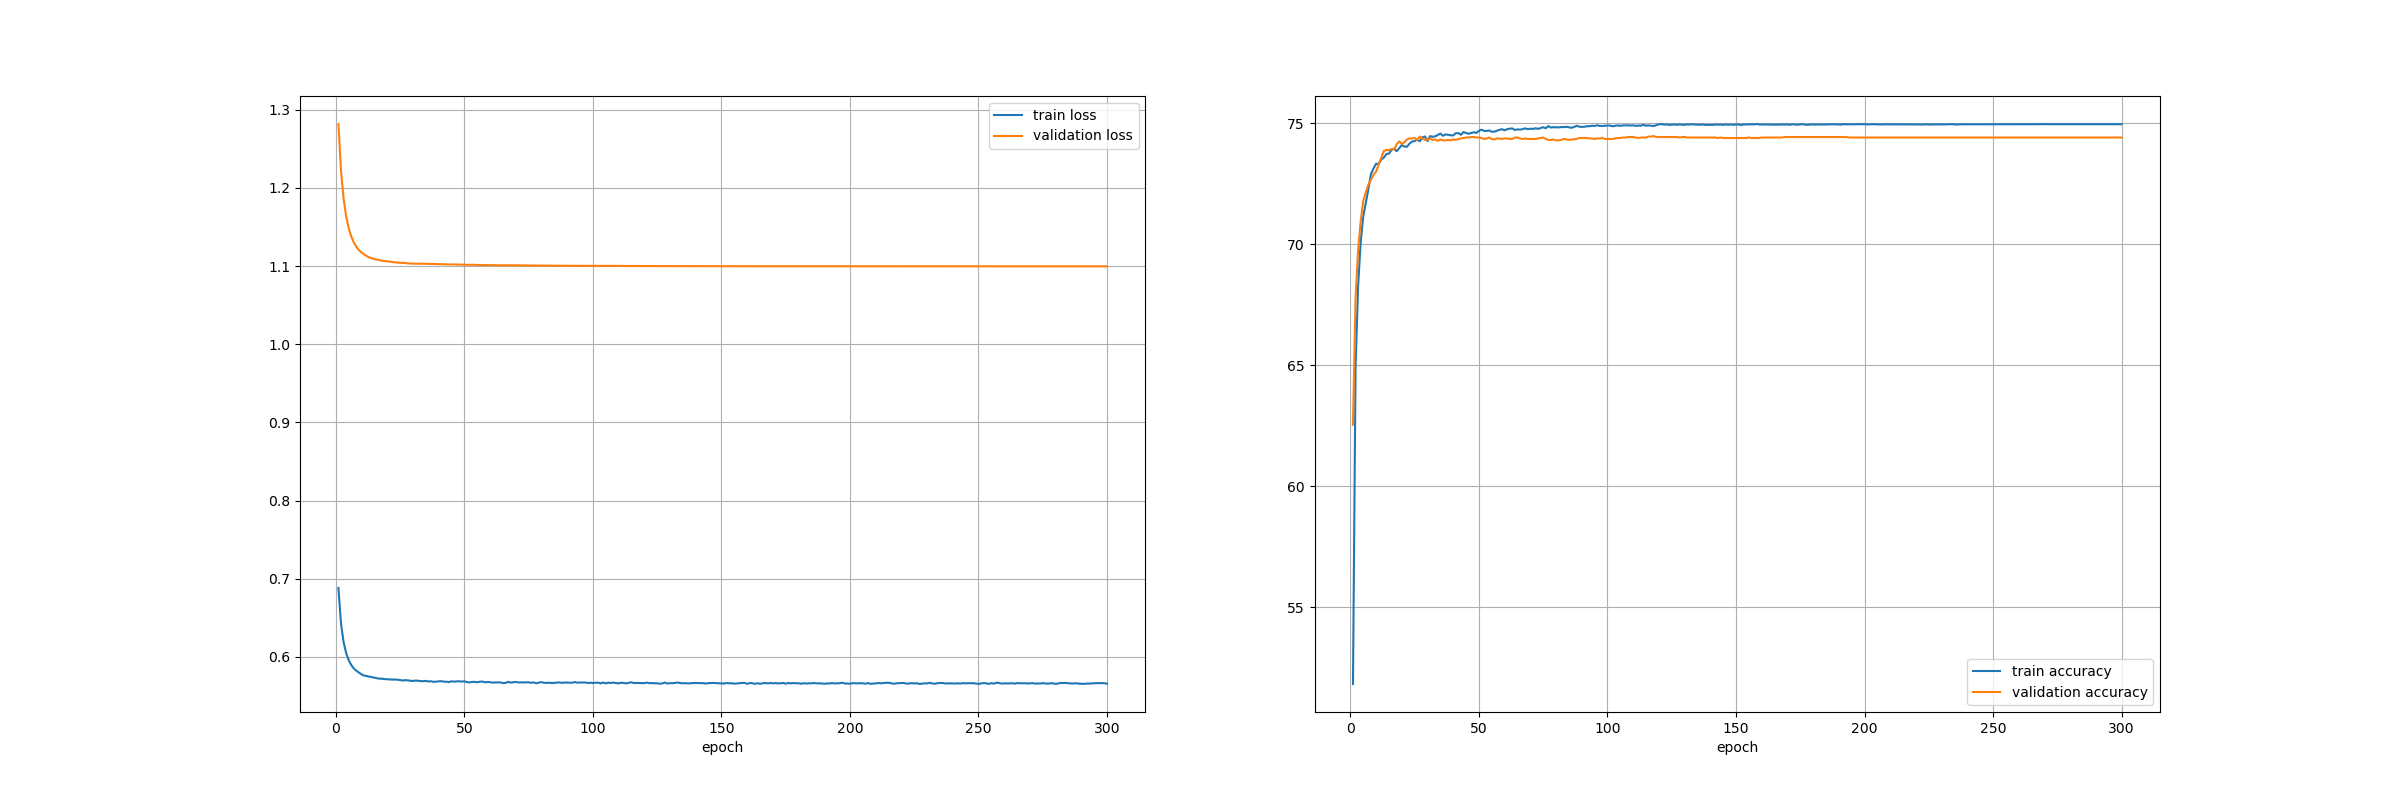 1.3
1.2
1.1
1.0
0.9
0.8
0.7
0.6
0 50 100 150 200 250 300
epoch
train loss
validation loss
75
70
65
60
55
0 50 100 150 200 250 300
epoch
train accuracy
validation accuracy